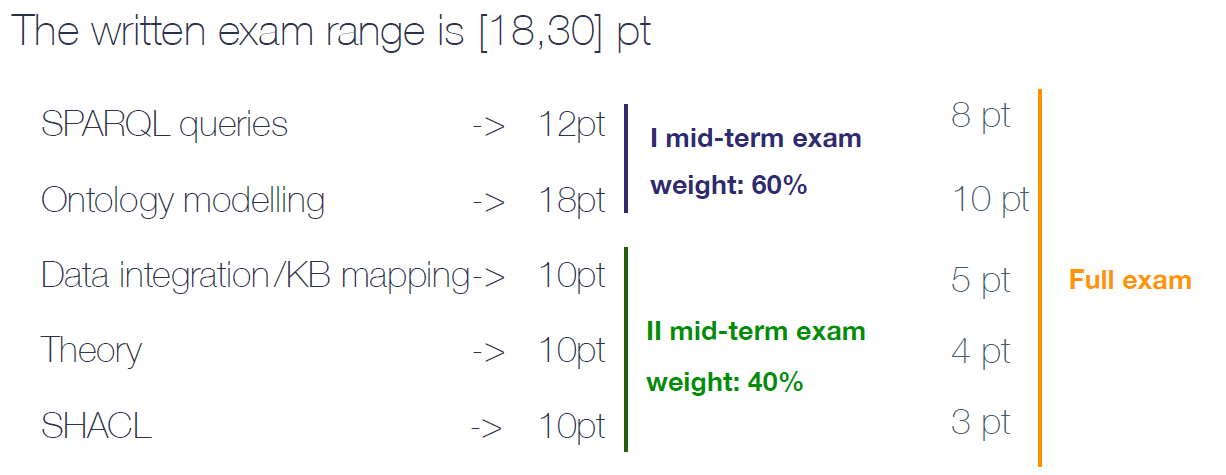 The written exam range is [18,30] pt
SPARQL queries -> 12pt
8 pt
I mid-term exam
weight: 60%
Ontology modelling -> 18pt
10 pt
Data integration/KB mapping-> 10pt
5 pt
Full exam
II mid-term exam
weight: 40%
Theory -> 10pt
4 pt
SHACL -> 10pt
3 pt